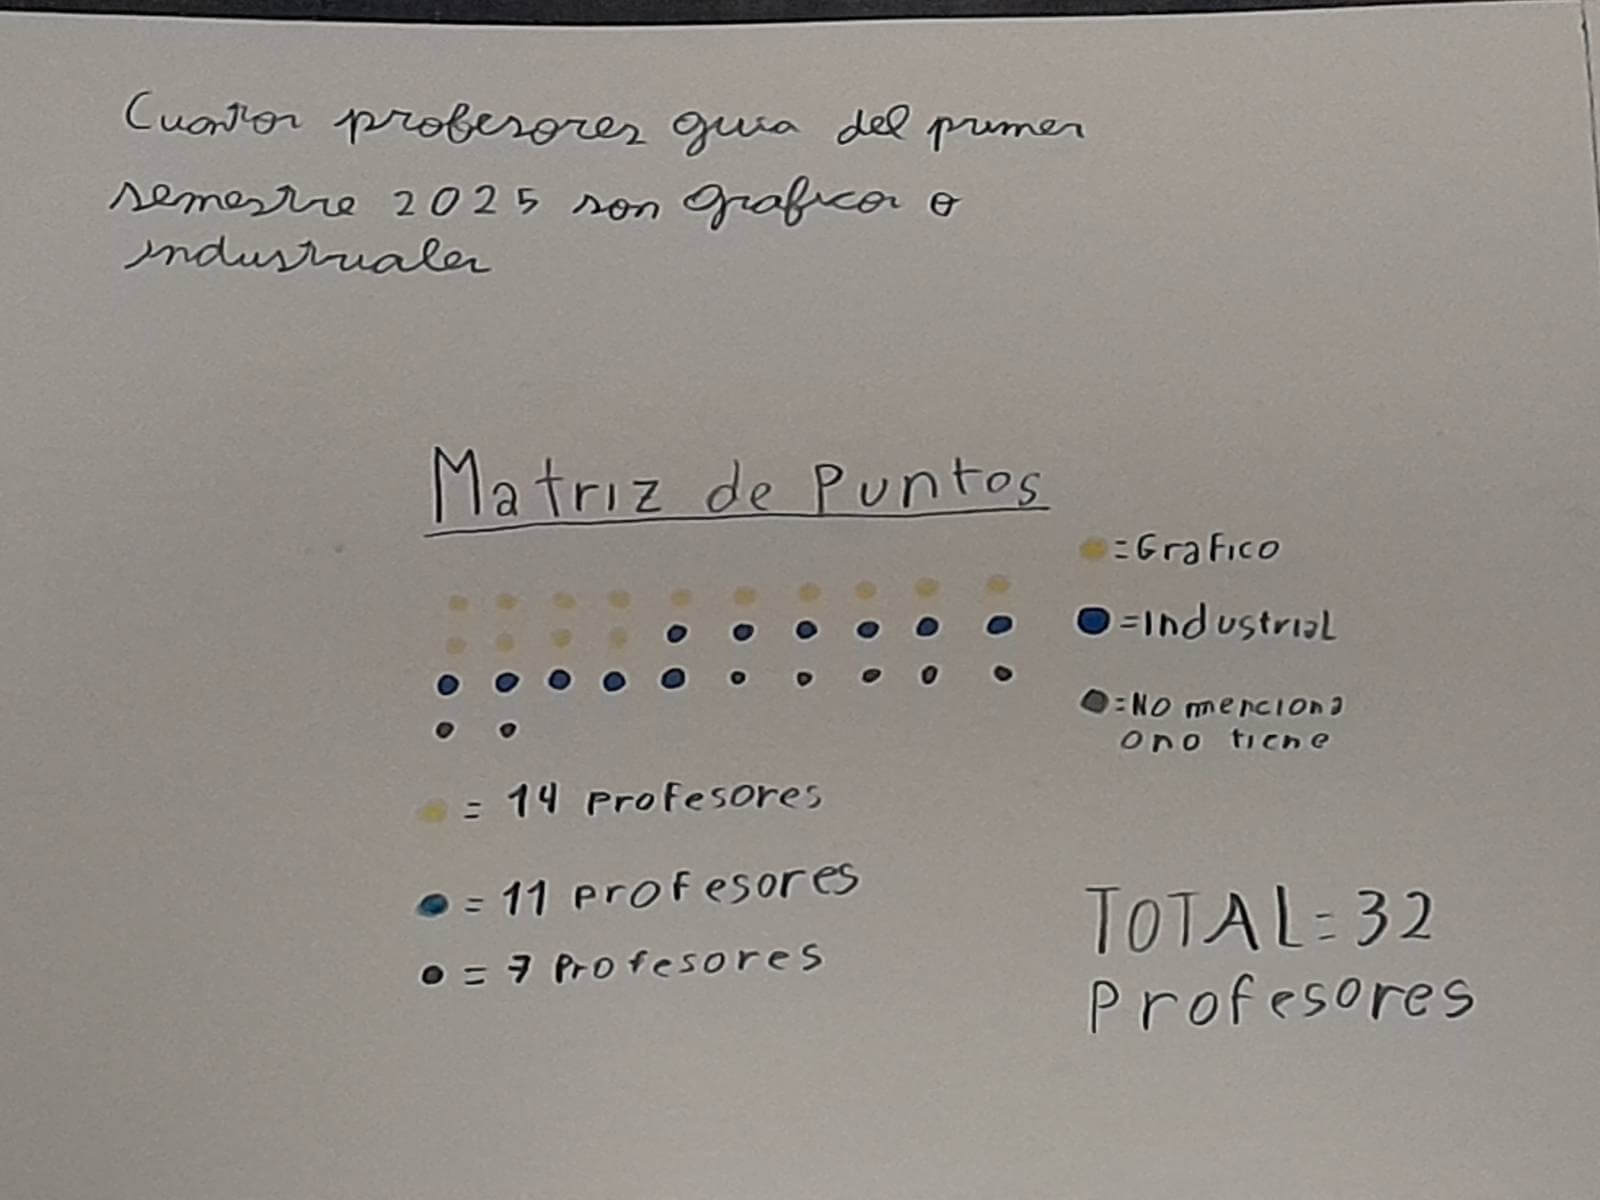 Cuantos profesores guia del primer
semestre 2025 son graficos o
industriales
Matriz de Puntos
= Grafico
= Industrial
= No menciona
o no tiene
= 14 Profesores
= 11 Profesores
= 7 Profesores
TOTAL = 32
Profesores